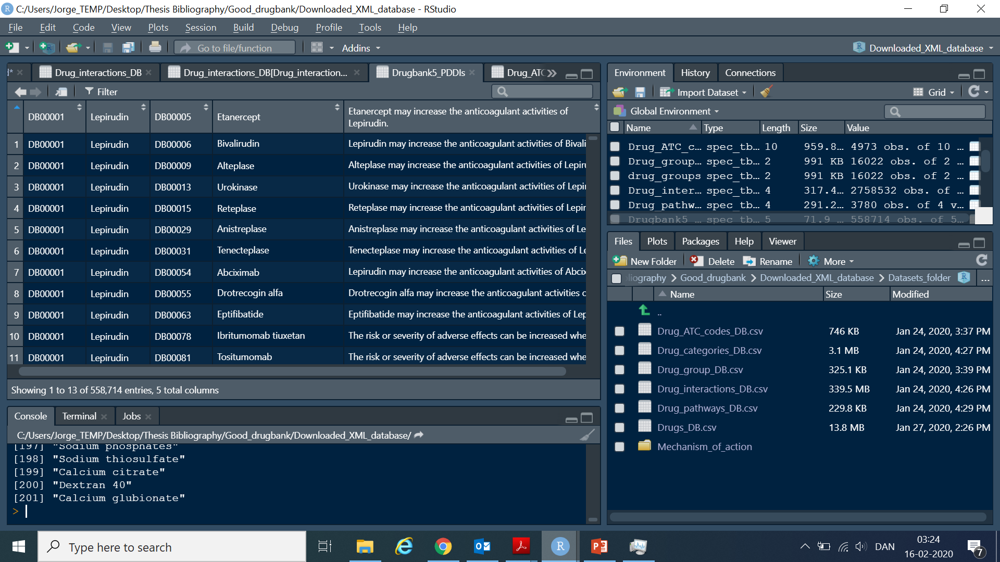 C:/Users/Jorge_TEMP/Desktop/Thesis Bibliography/Good_drugbank/Downloaded_XML_database - RStudio
File Edit Code View Plots Session Build Debug Profile Tools Help
Go to file/function Addins Downloaded_XML_database
Drug_interactions_DB Drug_interactions_DB[Drug_interaction... Drugbank5_PDDIs Drug_ATC
Filter
DB00001 Lepirudin DB00005 Etanercept Etanercept may increase the anticoagulant activities of
Lepirudin.
1 DB00001 Lepirudin DB00006 Bivalirudin Lepirudin may increase the anticoagulant activities of Bivali
2 DB00001 Lepirudin DB00009 Alteplase Alteplase may increase the anticoagulant activities of Lepiru
3 DB00001 Lepirudin DB00013 Urokinase Urokinase may increase the anticoagulant activities of Lepi
4 DB00001 Lepirudin DB00015 Reteplase Reteplase may increase the anticoagulant activities of Lepir
5 DB00001 Lepirudin DB00029 Anistreplase Anistreplase may increase the anticoagulant activities of Le
6 DB00001 Lepirudin DB00031 Tenecteplase Tenecteplase may increase the anticoagulant activities of Le
7 DB00001 Lepirudin DB00054 Abciximab Lepirudin may increase the anticoagulant activities of Abcix
8 DB00001 Lepirudin DB00055 Drotrecogin alfa Drotrecogin alfa may increase the anticoagulant activities o
9 DB00001 Lepirudin DB00063 Eptifibatide Eptifibatide may increase the anticoagulant activities of Lep
10 DB00001 Lepirudin DB00078 Ibritumomab tiuxetan The risk or severity of adverse effects can be increased whe
11 DB00001 Lepirudin DB00081 Tositumomab The risk or severity of adverse effects can be increased whe
Showing 1 to 13 of 558,714 entries, 5 total columns
Console Terminal Jobs
C:/Users/Jorge_TEMP/Desktop/Thesis Bibliography/Good_drugbank/Downloaded_XML_database/
[197] "Sodium phosphates"
[198] "Sodium thiosulfate"
[199] "Calcium citrate"
[200] "Dextran 40"
[201] "Calcium glubionate"
>
Environment History Connections
Import Dataset Grid
Global Environment
Name Type Length Size Value
Drug_ATC_c... spec_tb... 10 959.8... 4973 obs. of 10 ...
Drug_group... spec_tb... 2 991 KB 16022 obs. of 2 ...
drug_groups spec_tb... 2 991 KB 16022 obs. of 2 ...
Drug_inter... spec_tb... 4 317.4... 2758532 obs. of ...
Drug_pathw... spec_tb... 4 291.2... 3780 obs. of 4 v...
Drugbank5_... spec_tb... 5 71.9 ... 558714 obs. of 5...
Files Plots Packages Help Viewer
New Folder Delete Rename More
liography > Good_drugbank > Downloaded_XML_database > Datasets_folder ...
Name Size Modified
..
Drug_ATC_codes_DB.csv 746 KB Jan 24, 2020, 3:37 PM
Drug_categories_DB.csv 3.1 MB Jan 24, 2020, 4:27 PM
Drug_group_DB.csv 325.1 KB Jan 24, 2020, 3:39 PM
Drug_interactions_DB.csv 339.5 MB Jan 24, 2020, 4:26 PM
Drug_pathways_DB.csv 229.8 KB Jan 24, 2020, 4:29 PM
Drugs_DB.csv 13.8 MB Jan 27, 2020, 2:26 PM
Mechanism_of_action
Type here to search
DAN
03:24
16-02-2020
7